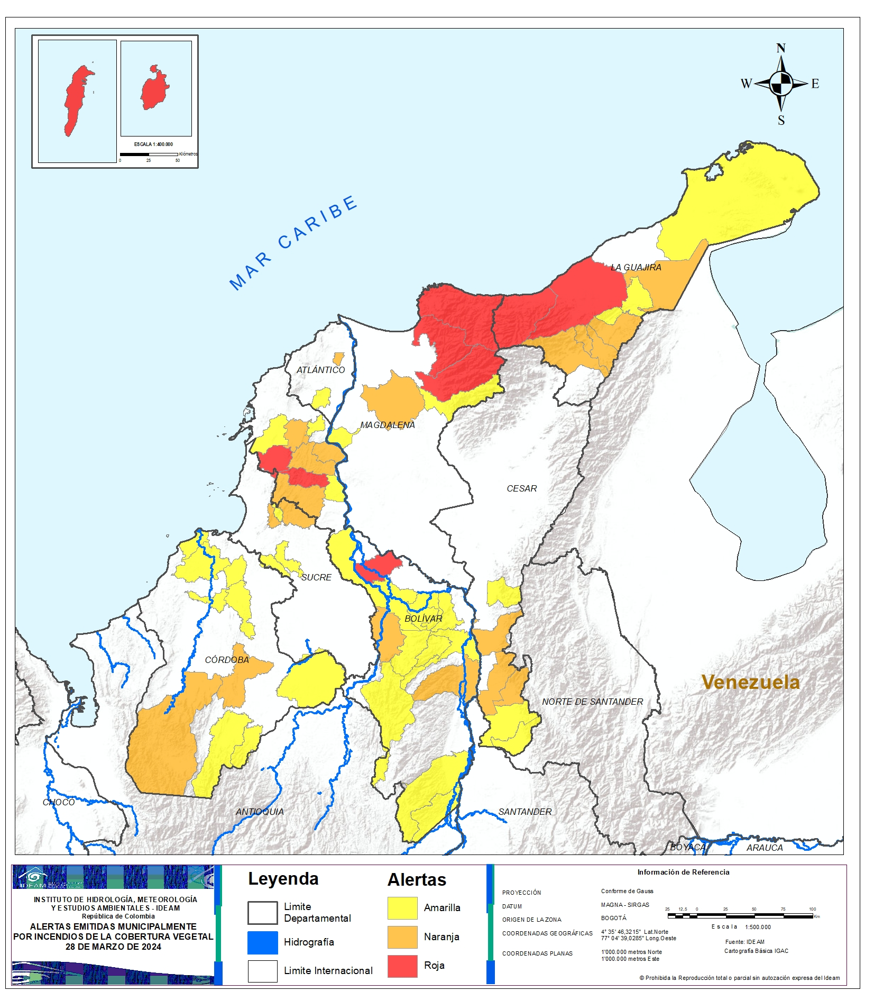 ESCALA 1:400.000
Kilómetros
0 25 50
N
W E
S
MAR CARIBE
LA GUAJIRA
ATLÁNTICO
MAGDALENA
CESAR
SUCRE
BOLÍVAR
CÓRDOBA
Venezuela
NORTE DE SANTANDER
CHOCÓ
ANTIOQUIA
SANTANDER
BOYACÁ
ARAUCA
IDEAM
INSTITUTO DE HIDROLOGÍA, METEOROLOGÍA
Y ESTUDIOS AMBIENTALES - IDEAM
República de Colombia
ALERTAS EMITIDAS MUNICIPALMENTE
POR INCENDIOS DE LA COBERTURA VEGETAL
28 DE MARZO DE 2024
Leyenda
Limite
Departamental
Hidrografía
Limite Internacional
Alertas
Amarilla
Naranja
Roja
Información de Referencia
PROYECCIÓN Conforme de Gauss
DATUM MAGNA - SIRGAS
ORIGEN DE LA ZONA BOGOTÁ
COORDENADAS GEOGRÁFICAS 4° 35' 46,3215" Lat.Norte
77° 04' 39,0285" Long.Oeste
COORDENADAS PLANAS 1'000.000 metros Norte
1'000.000 metros Este
25 12,5 0 25 50 75 100
Km
Escala 1:500.000
Fuente: IDEAM
Cartografía Básica IGAC
© Prohibida la Reproducción total o parcial sin autozación expresa del Ideam